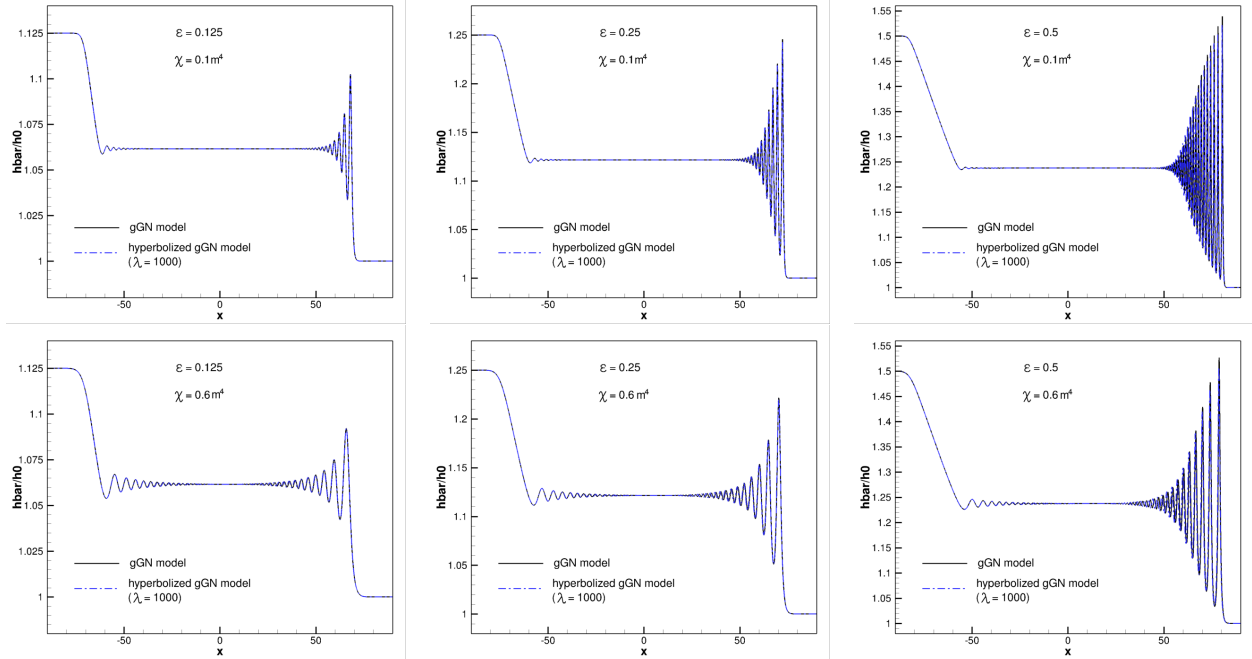 1.125
1.1
1.075
1.05
1.025
1
hbar/h0
ε = 0.125
χ = 0.1m⁴
gGN model
hyperbolized gGN model
(λ = 1000)
-50
0
50
x
1.25
1.2
1.15
1.1
1.05
1
hbar/h0
ε = 0.25
χ = 0.1m⁴
gGN model
hyperbolized gGN model
(λ = 1000)
-50
0
50
x
1.55
1.5
1.45
1.4
1.35
1.3
1.25
1.2
1.15
1.1
1.05
1
hbar/h0
ε = 0.5
χ = 0.1m⁴
gGN model
hyperbolized gGN model
(λ = 1000)
-50
0
50
x
1.125
1.1
1.075
1.05
1.025
1
hbar/h0
ε = 0.125
χ = 0.6m⁴
gGN model
hyperbolized gGN model
(λ = 1000)
-50
0
50
x
1.25
1.2
1.15
1.1
1.05
1
hbar/h0
ε = 0.25
χ = 0.6m⁴
gGN model
hyperbolized gGN model
(λ = 1000)
-50
0
50
x
1.55
1.5
1.45
1.4
1.35
1.3
1.25
1.2
1.15
1.1
1.05
1
hbar/h0
ε = 0.5
χ = 0.6m⁴
gGN model
hyperbolized gGN model
(λ = 1000)
-50
0
50
x